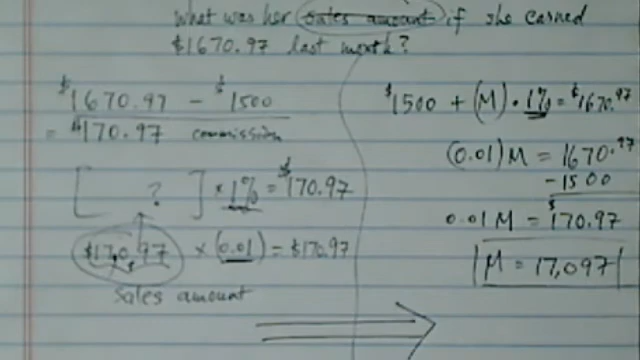 What was her sales amount if she earned
$1670.97 last month?
$1670.97 - $1500
= $170.97 commission
[ ? ] × 1% = $170.97
× (0.01) = $170.97
Sales amount
$1500 + (M) · 1% = $1670.97
(0.01) M = 1670.97
- 1500
0.01 M = $170.97
M = 17,097